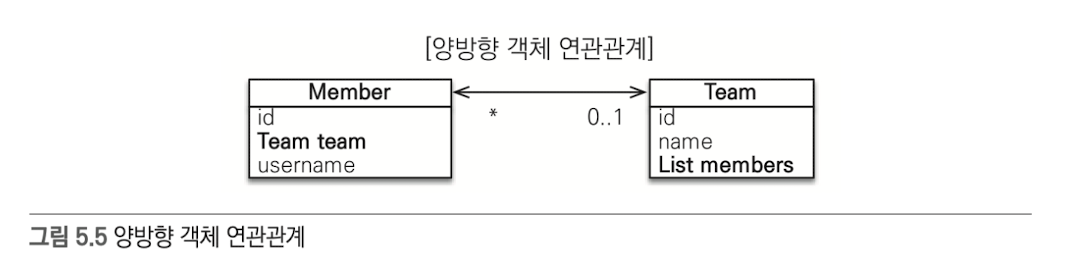 [양방향 객체 연관관계]
Member
id
Team team
username
* 0..1
Team
id
name
List members
그림 5.5 양방향 객체 연관관계